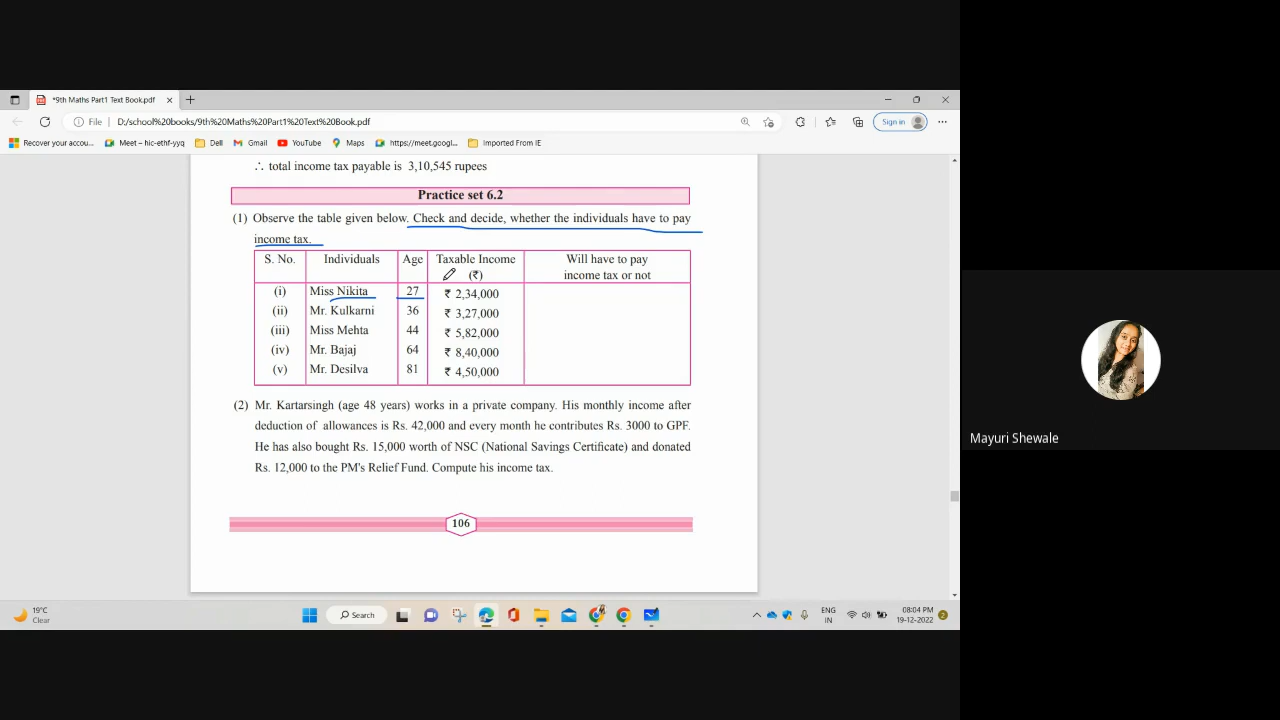 *9th Maths Part1 Text Book.pdf
File D:/school%20books/9th%20Maths%20Part1%20Text%20Book.pdf
Sign in
Recover your accou... Meet – hic-ethf-yyq Dell Gmail YouTube Maps https://meet.googl... Imported From IE
∴ total income tax payable is 3,10,545 rupees
Practice set 6.2
(1) Observe the table given below. Check and decide, whether the individuals have to pay
income tax.
S. No. Individuals Age Taxable Income (₹) Will have to pay income tax or not
(i) Miss Nikita 27 ₹ 2,34,000
(ii) Mr. Kulkarni 36 ₹ 3,27,000
(iii) Miss Mehta 44 ₹ 5,82,000
(iv) Mr. Bajaj 64 ₹ 8,40,000
(v) Mr. Desilva 81 ₹ 4,50,000
(2) Mr. Kartarsingh (age 48 years) works in a private company. His monthly income after
deduction of allowances is Rs. 42,000 and every month he contributes Rs. 3000 to GPF.
He has also bought Rs. 15,000 worth of NSC (National Savings Certificate) and donated
Rs. 12,000 to the PM's Relief Fund. Compute his income tax.
106
Mayuri Shewale
19°C
Clear
Search
ENG
IN
08:04 PM
19-12-2022
2